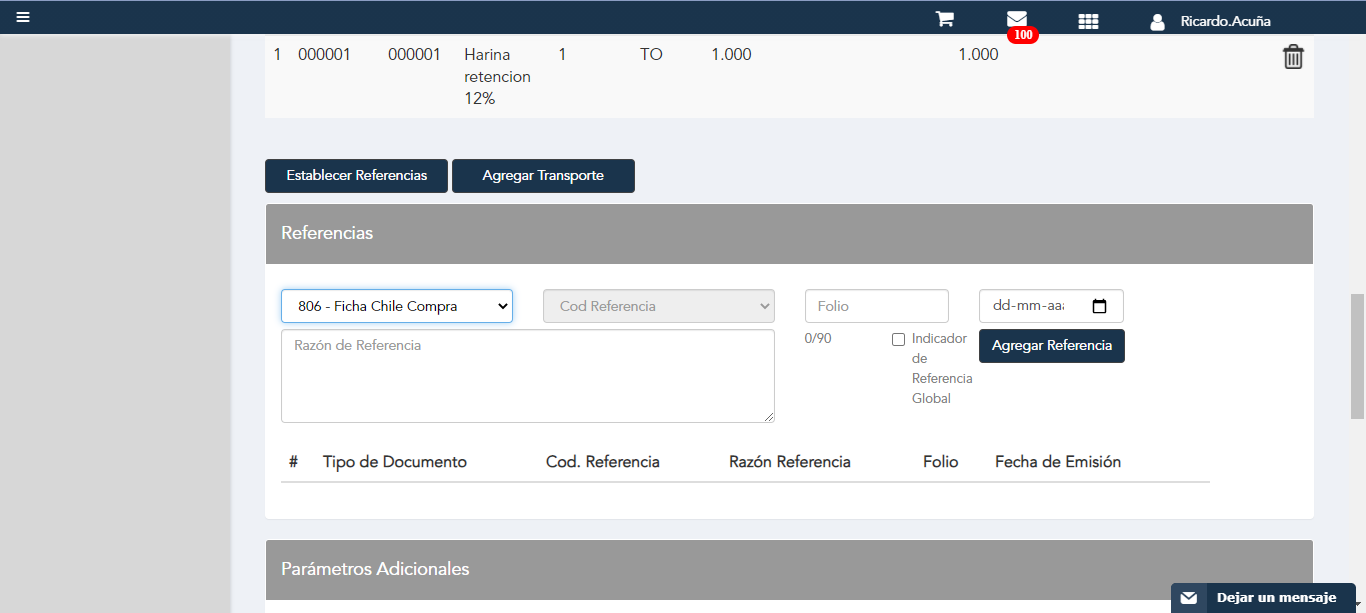 100
Ricardo.Acuña
1 000001 000001 Harina 1 TO 1.000 1.000
retencion
12%
Establecer Referencias Agregar Transporte
Referencias
806 - Ficha Chile Compra Cod Referencia Folio dd-mm-aaa
Razón de Referencia 0/90 Indicador Agregar Referencia
de
Referencia
Global
# Tipo de Documento Cod. Referencia Razón Referencia Folio Fecha de Emisión
Parámetros Adicionales
Dejar un mensaje